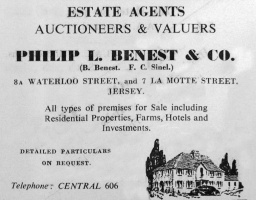 ESTATE AGENTS
AUCTIONEERS & VALUERS
PHILIP L. BENEST & CO.
(B. Benest. F. C. Sinel.)
8A WATERLOO STREET, and 7 LA MOTTE STREET,
JERSEY.
All types of premises for Sale including
Residential Properties, Farms, Hotels and
Investments.
DETAILED PARTICULARS
ON REQUEST.
Telephone: CENTRAL 606